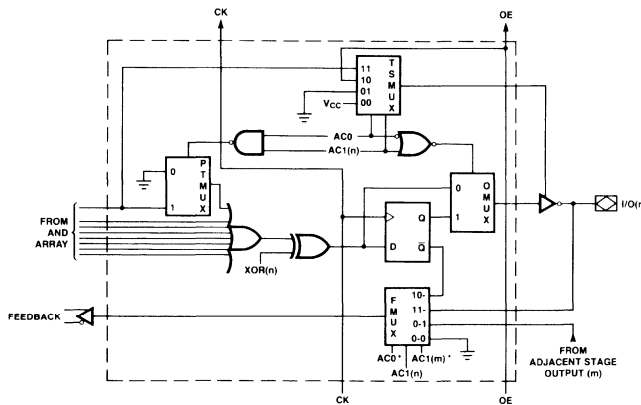 CK
OE
11
10
01
00
T
S
M
U
X
VCC
AC0
AC1(n)
0
1
P
T
M
U
X
0
1
O
M
U
X
I/O(r
FROM
AND
ARRAY
XOR(n)
Q
D
Q
FEEDBACK
F
M
U
X
10-
11-
0-1
0-0
AC0*
AC1(m)*
AC1(n)
FROM
ADJACENT STAGE
OUTPUT (m)
CK
OE